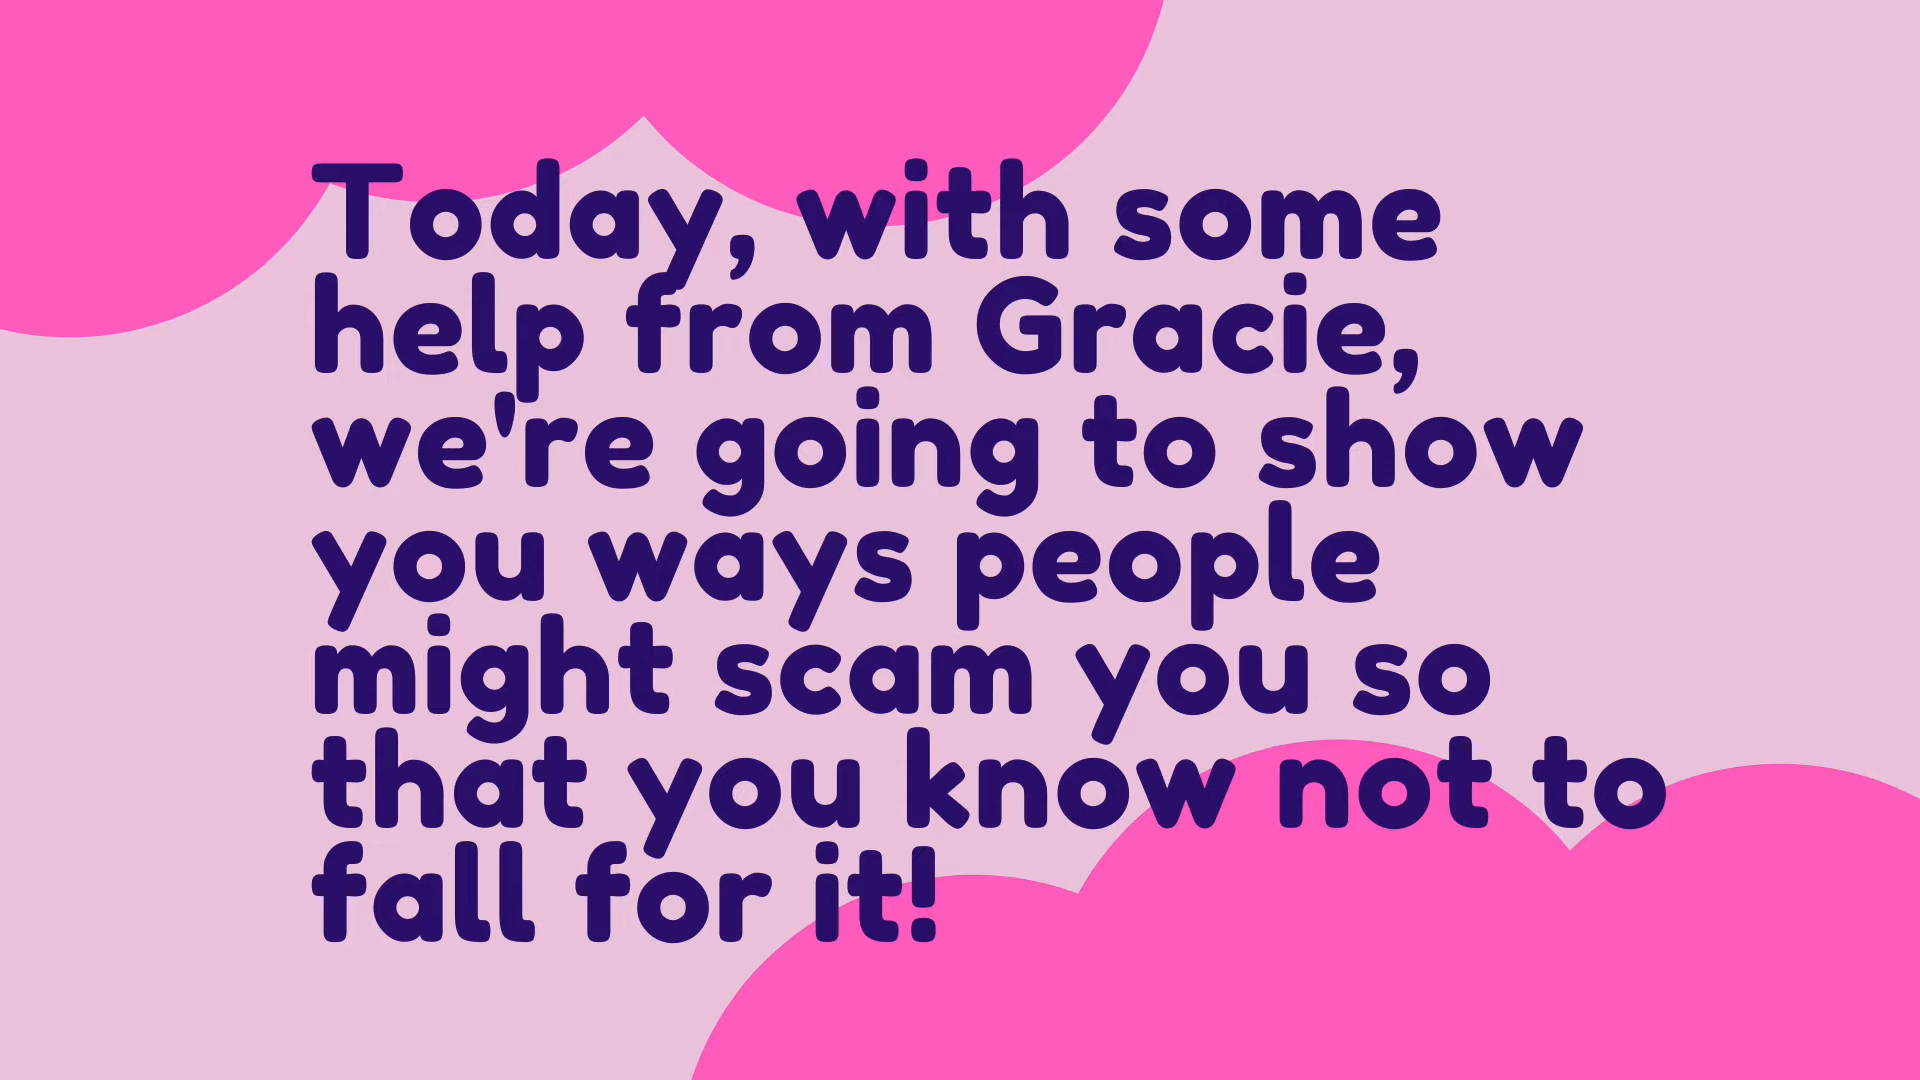 Today, with some
help from Gracie,
we're going to show
you ways people
might scam you so
that you know not to
fall for it!